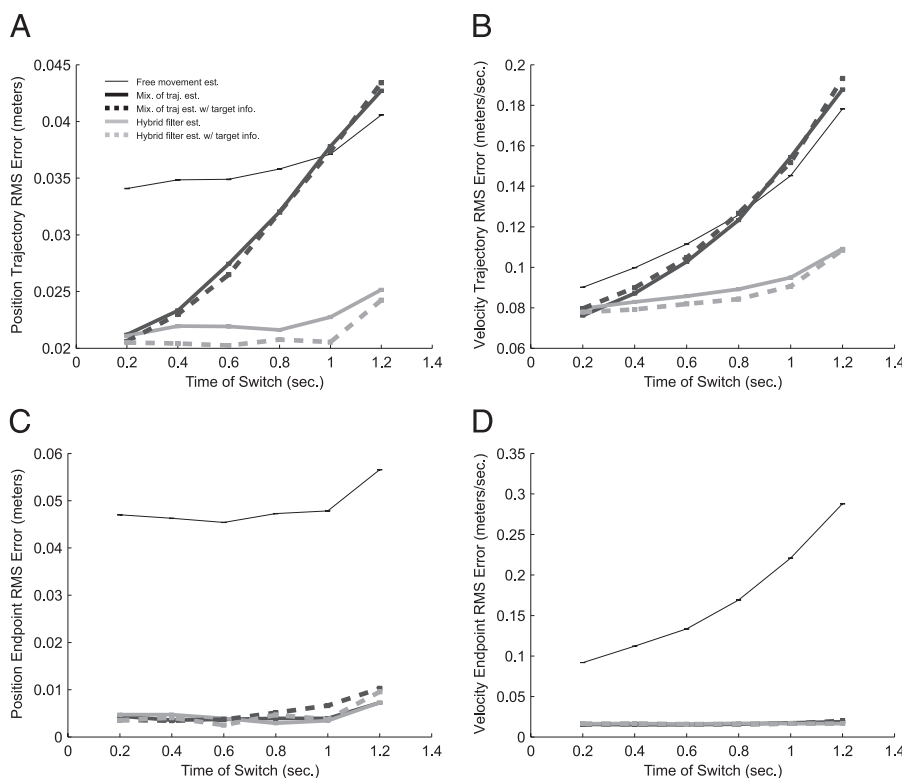 A
0.045
0.04
0.035
0.03
0.025
0.02
Position Trajectory RMS Error (meters)
Free movement est.
Mix. of traj. est.
Mix. of traj est. w/ target info.
Hybrid filter est.
Hybrid filter est. w/ target info.
0 0.2 0.4 0.6 0.8 1 1.2 1.4
Time of Switch (sec.)
B
0.2
0.18
0.16
0.14
0.12
0.1
0.08
0.06
Velocity Trajectory RMS Error (meters/sec.)
0 0.2 0.4 0.6 0.8 1 1.2 1.4
Time of Switch (sec.)
C
0.06
0.05
0.04
0.03
0.02
0.01
0
Position Endpoint RMS Error (meters)
0 0.2 0.4 0.6 0.8 1 1.2 1.4
Time of Switch (sec.)
D
0.35
0.3
0.25
0.2
0.15
0.1
0.05
0
Velocity Endpoint RMS Error (meters/sec.)
0 0.2 0.4 0.6 0.8 1 1.2 1.4
Time of Switch (sec.)